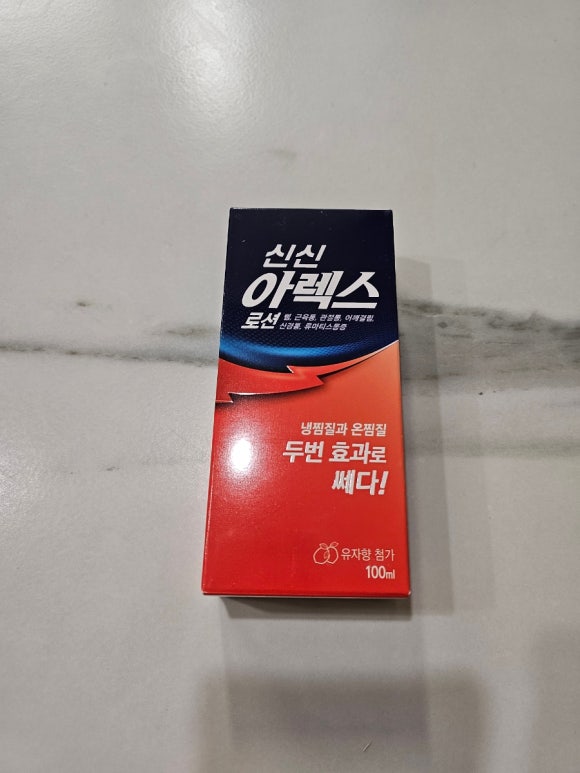 신신
아렉스
로션 삠, 근육통, 관절통, 어깨결림,
신경통, 류마티스통증
냉찜질과 온찜질
두번 효과로
쎄다!
유자향 첨가
100ml